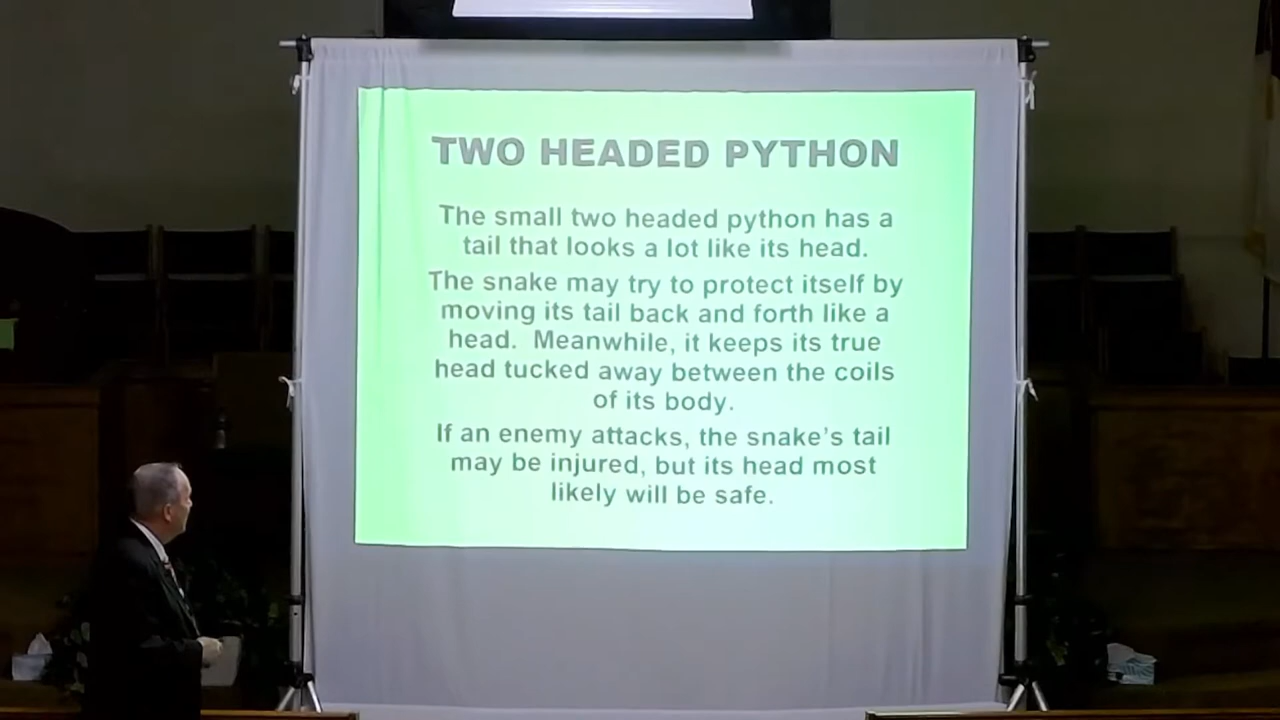 TWO HEADED PYTHON
The small two headed python has a
tail that looks a lot like its head.
The snake may try to protect itself by
moving its tail back and forth like a
head.  Meanwhile, it keeps its true
head tucked away between the coils
of its body.
If an enemy attacks, the snake's tail
may be injured, but its head most
likely will be safe.